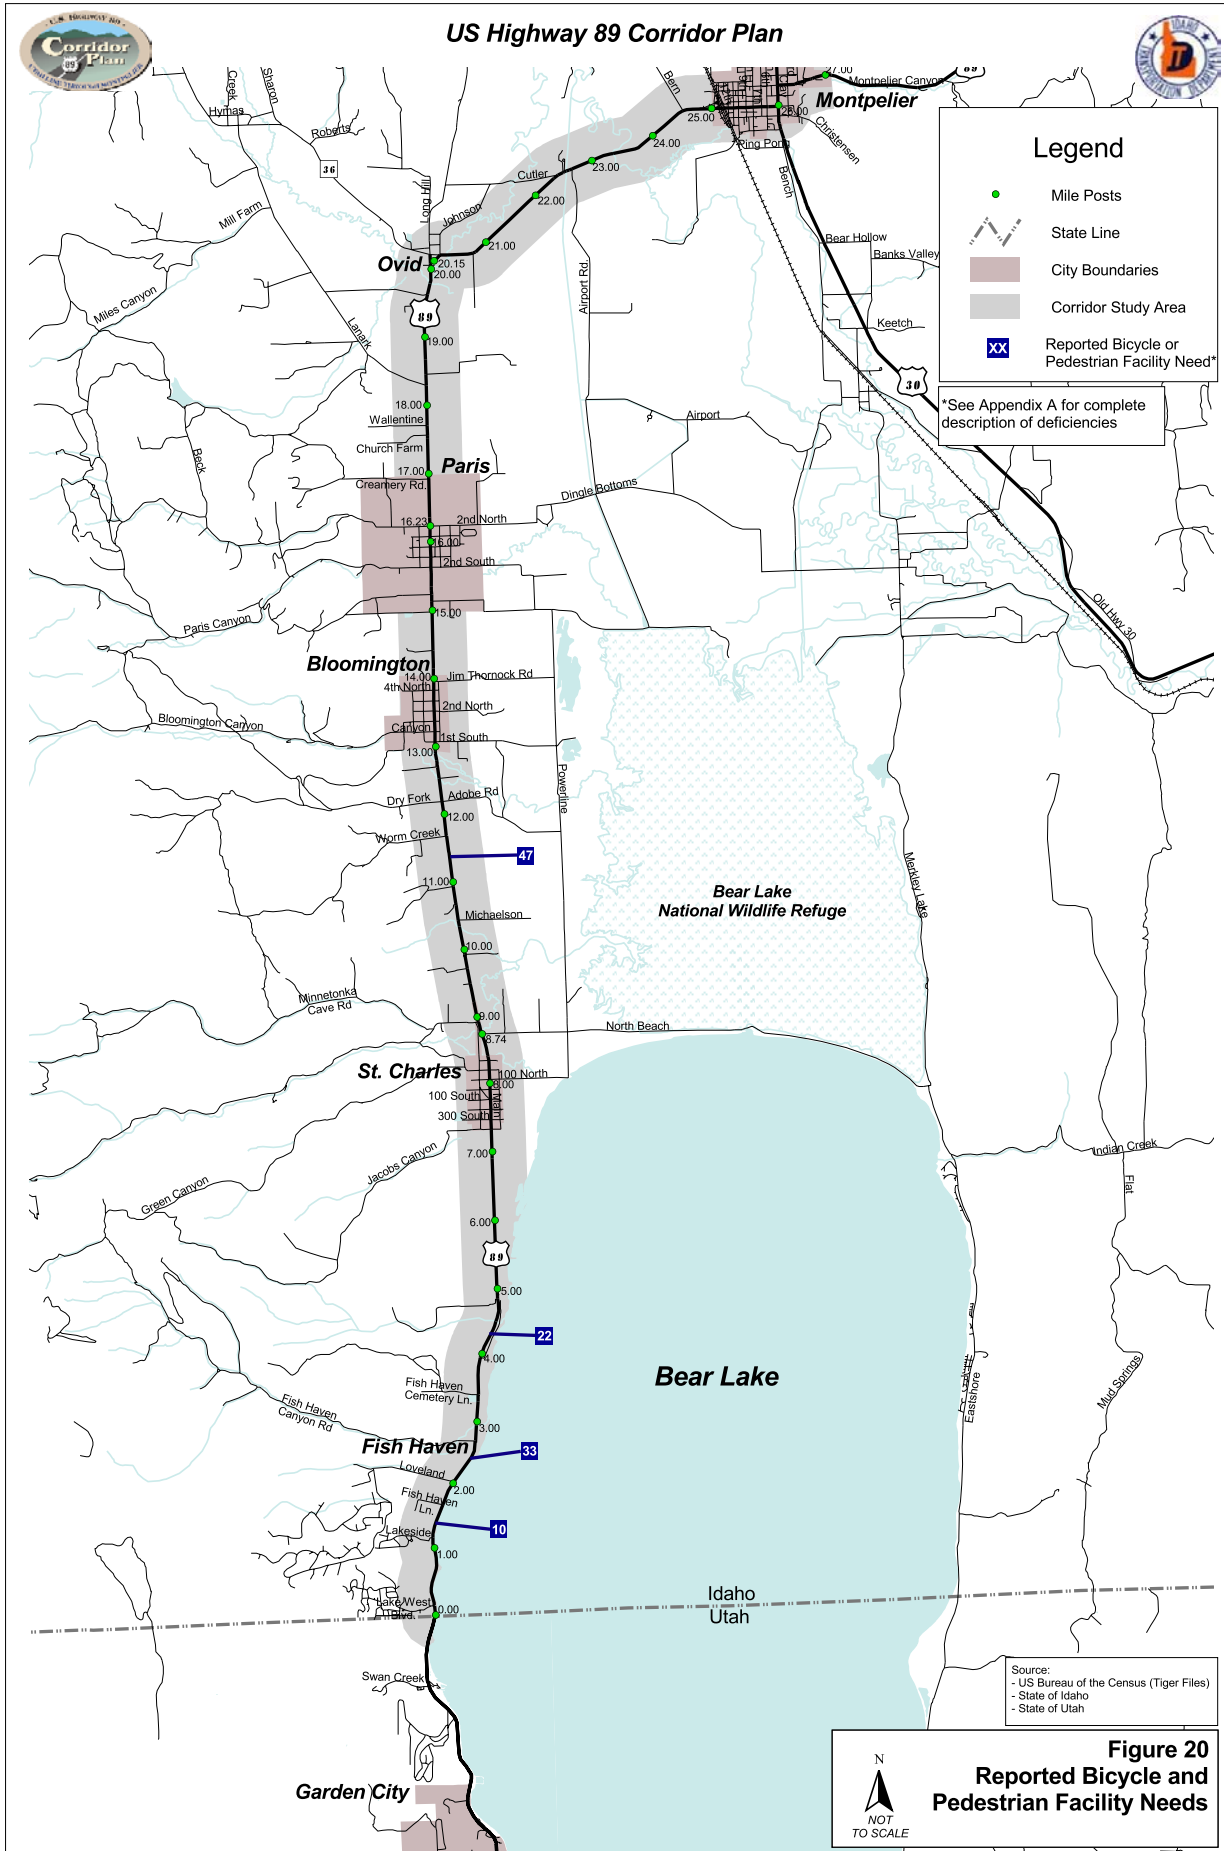 US Highway 89 Corridor Plan
U.S. HIGHWAY 89
Corridor
89 Plan
IDAHO
TRANSPORTATION DEPARTMENT
Legend
Mile Posts
State Line
City Boundaries
Corridor Study Area
XX
Reported Bicycle or
Pedestrian Facility Need*
*See Appendix A for complete
description of deficiencies
Creek
Sharon
Hymas
Roberts
36
Bern
27.00
Montpelier Canyon
89
Montpelier
25.00
26.00
Christensen
Ping Pong
24.00
23.00
Cutler
22.00
Bench
Long Hill
Johnson
Mill Farm
21.00
Bear Hollow
Banks Valley
Ovid
20.15
20.00
Airport Rd.
Miles Canyon
Lanark
89
Keetch
19.00
30
18.00
Wallentine
Airport
Church Farm
Beck
17.00
Paris
Creamery Rd.
Dingle Bottoms
16.23
2nd North
16.00
2nd South
Old Hwy 30
15.00
Paris Canyon
Bloomington
14.00
Jim Thornock Rd
4th North
2nd North
Bloomington Canyon
Canyon
1st South
13.00
Powerline
Dry Fork
Adobe Rd
12.00
Worm Creek
47
Merkley Lake
11.00
Bear Lake
National Wildlife Refuge
Michaelson
10.00
Minnetonka
Cave Rd
9.00
8.74
North Beach
St. Charles
100 North
8.00
100 South
Main
300 South
7.00
Jacobs Canyon
Indian Creek
Green Canyon
Flat
6.00
89
5.00
22
4.00
Bear Lake
Fish Haven
Cemetery Ln.
Eastshore
Mud Springs
Fish Haven
Canyon Rd
3.00
Fish Haven
33
Loveland
2.00
Fish Haven
Ln.
10
Lakeside
1.00
Idaho
Utah
Lake West
Blvd.
0.00
Swan Creek
Garden City
Source:
- US Bureau of the Census (Tiger Files)
- State of Idaho
- State of Utah
N
NOT
TO SCALE
Figure 20
Reported Bicycle and
Pedestrian Facility Needs